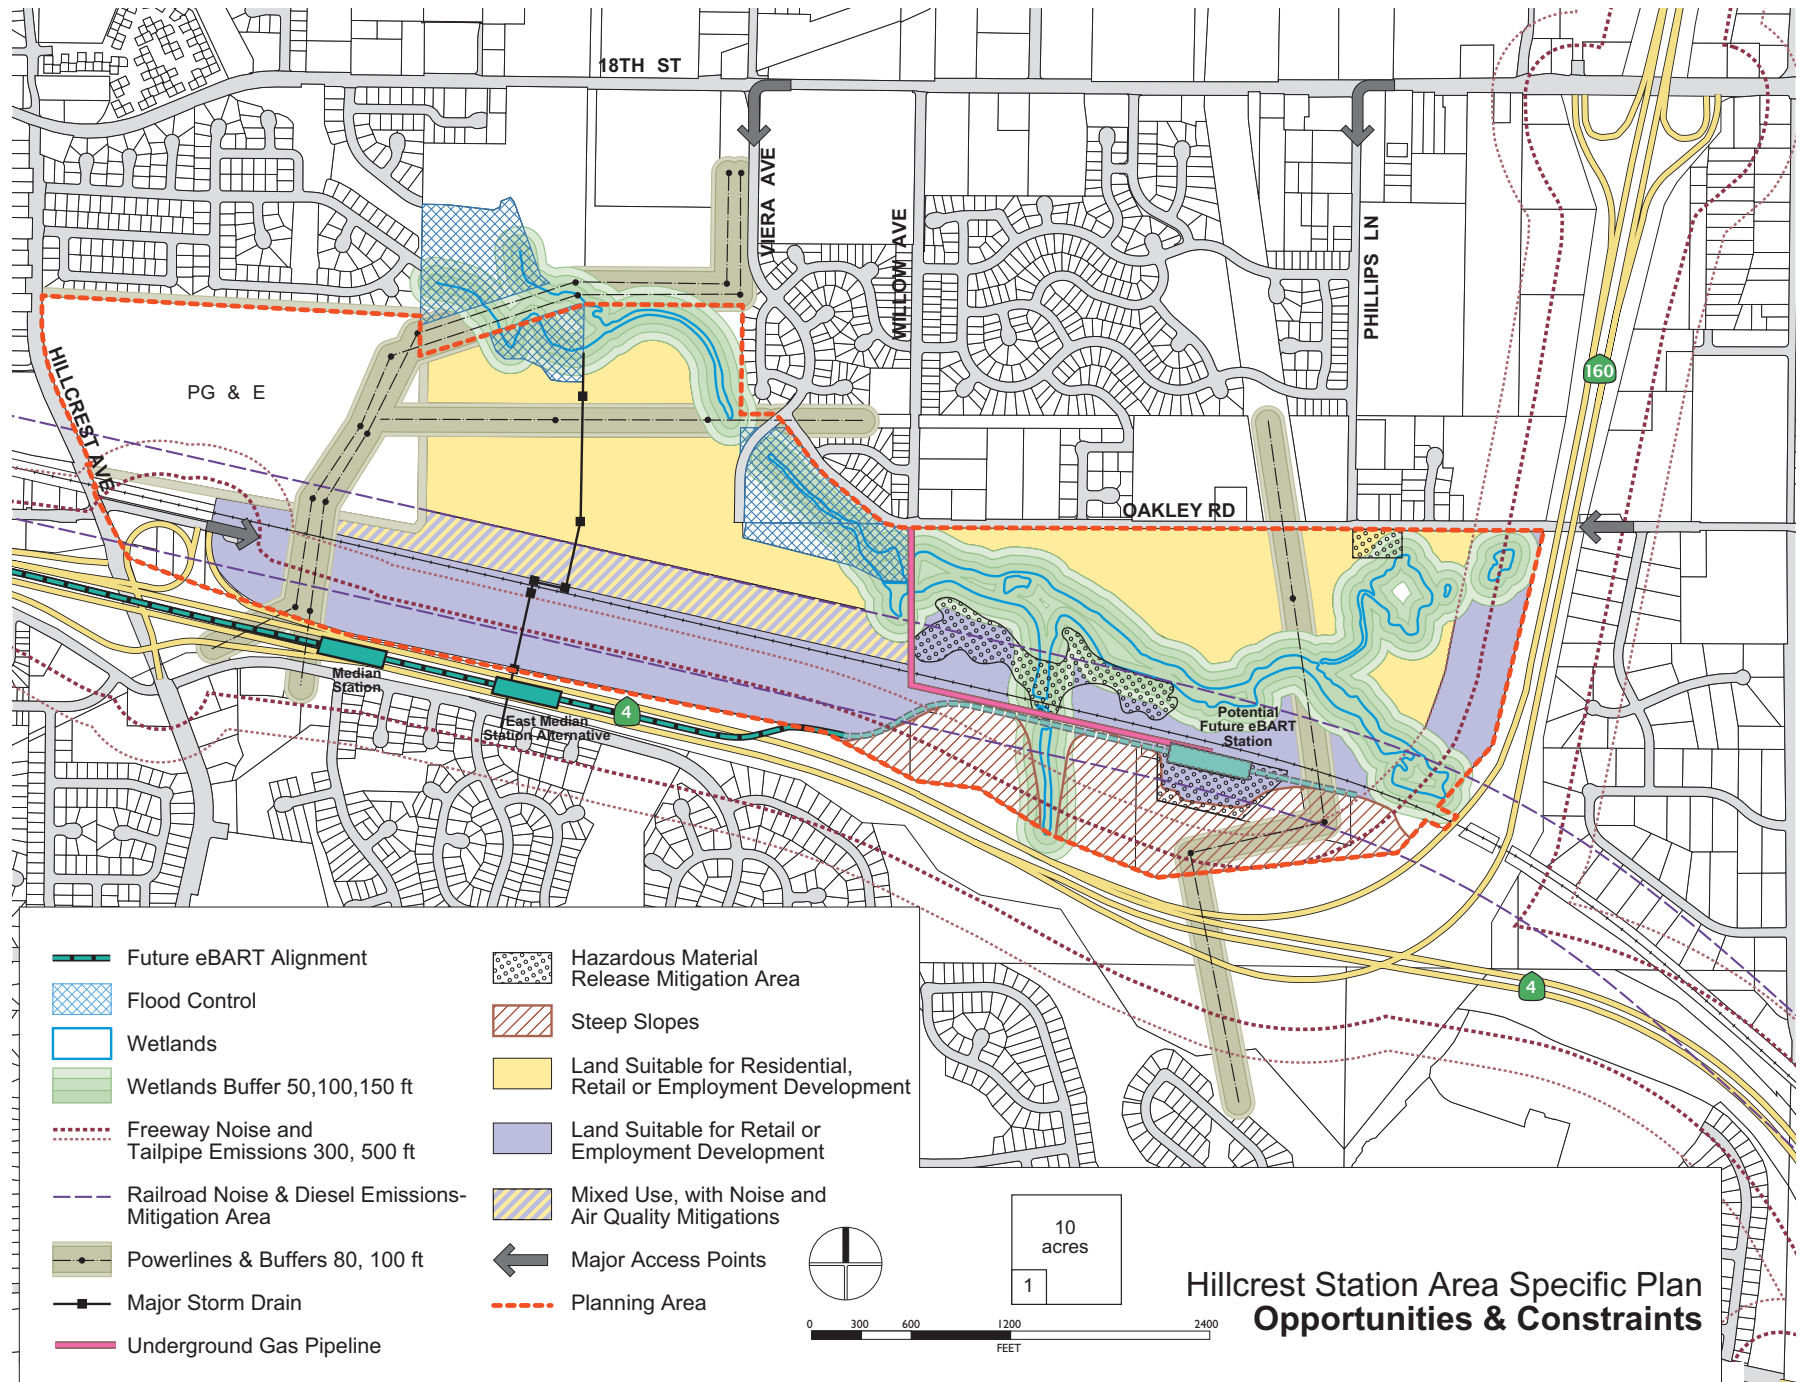 18TH ST
VIERA AVE
WILLOW AVE
PHILLIPS LN
160
HILLCREST AVE
PG & E
OAKLEY RD
Median
Station
East Median
Station Alternative
4
Potential
Future eBART
Station
4
Future eBART Alignment
Flood Control
Wetlands
Wetlands Buffer 50,100,150 ft
Freeway Noise and
Tailpipe Emissions 300, 500 ft
Railroad Noise & Diesel Emissions-
Mitigation Area
Powerlines & Buffers 80, 100 ft
Major Storm Drain
Underground Gas Pipeline
Hazardous Material
Release Mitigation Area
Steep Slopes
Land Suitable for Residential,
Retail or Employment Development
Land Suitable for Retail or
Employment Development
Mixed Use, with Noise and
Air Quality Mitigations
Major Access Points
Planning Area
10
acres
1
0 300 600 1200 2400
FEET
Hillcrest Station Area Specific Plan
Opportunities & Constraints